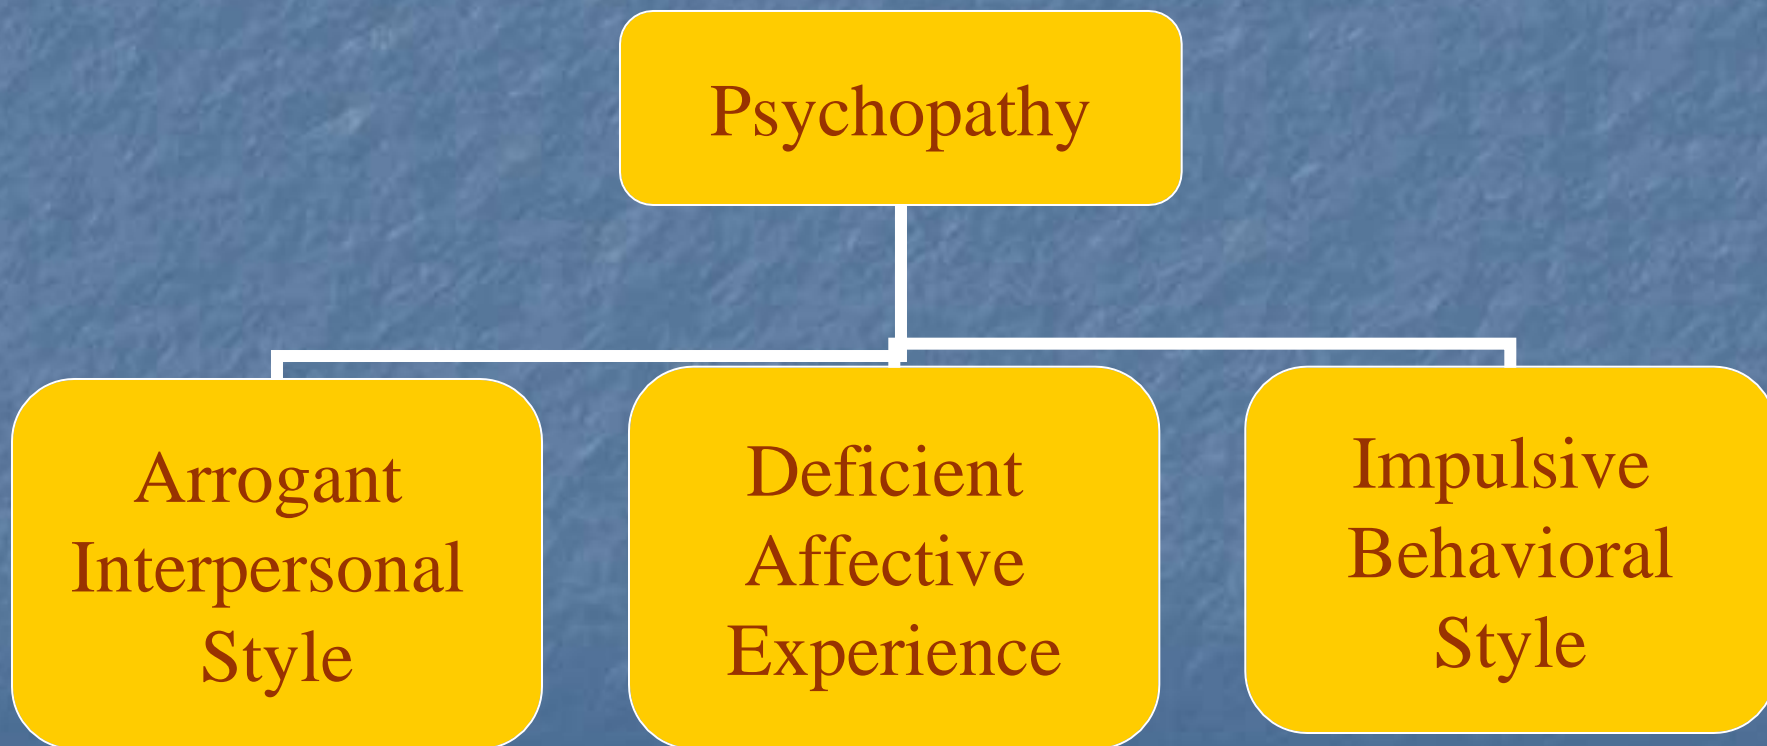 Psychopathy
Arrogant
Interpersonal
Style
Deficient
Affective
Experience
Impulsive
Behavioral
Style